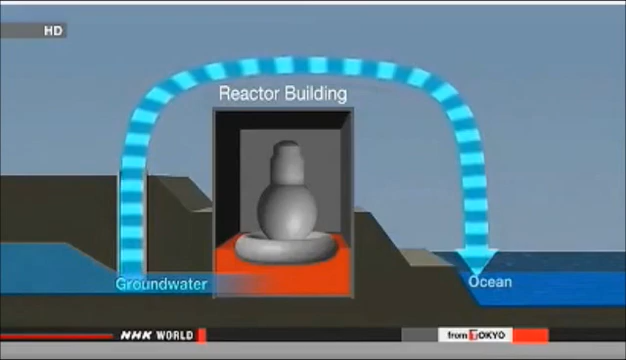 HD
Reactor Building
Groundwater
Ocean
NHK WORLD
from TOKYO